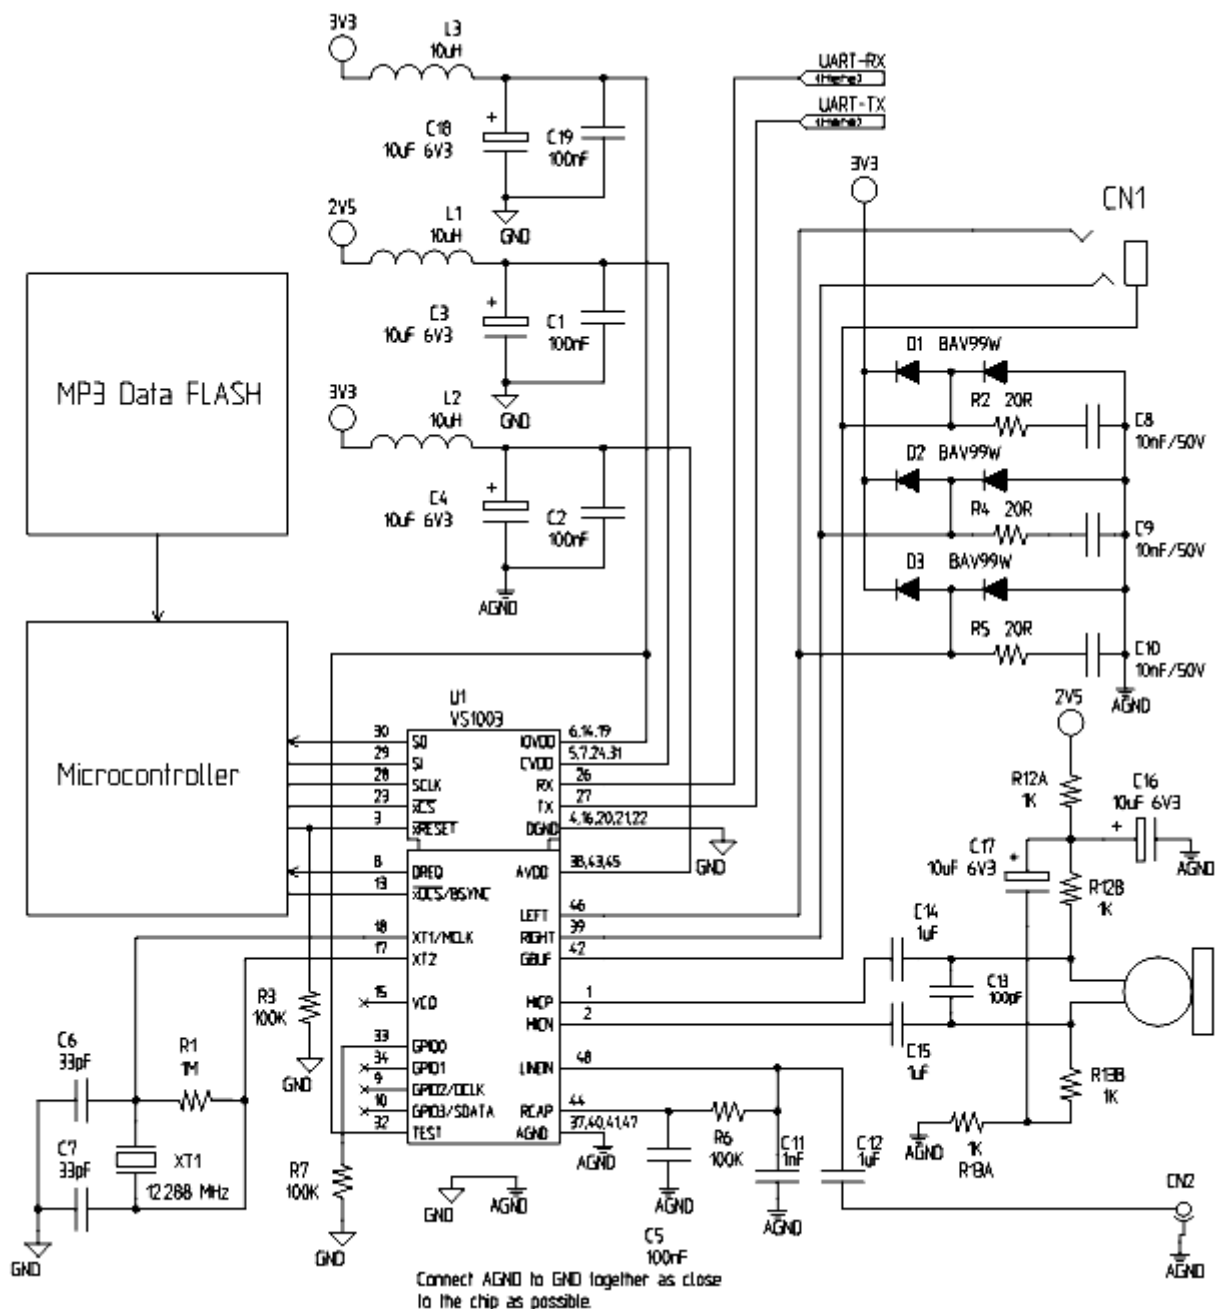 3V3
L3
10uH
C18
10uF 6V3
C19
100nF
GND
UART-RX
UART-TX
2V5
L1
10uH
C3
10uF 6V3
C1
100nF
GND
3V3
L2
10uH
C4
10uF 6V3
C2
100nF
AGND
MP3 Data FLASH
Microcontroller
3V3
CN1
D1 BAV99W
R2 20R
C8
10nF/50V
D2 BAV99W
R4 20R
C9
10nF/50V
D3 BAV99W
R5 20R
C10
10nF/50V
AGND
U1
VS1003
30 SO
29 SI
28 SCLK
23 xCS
3 xRESET
8 DREQ
13 xDCS/BSYNC
18 XT1/MCLK
17 XT2
15 VCO
33 GPIO0
34 GPIO1
9 GPIO2/DCLK
10 GPIO3/SDATA
32 TEST
IOVDD 6,14,19
CVDD 5,7,24,31
RX 26
TX 27
DGND 4,16,20,21,22
GND
AVDD 38,43,45
LEFT 46
RIGHT 39
GBUF 42
MICP 1
MICN 2
LINEIN 48
RCAP 44
AGND 37,40,41,47
AGND
2V5
R12A
1K
C16
10uF 6V3
AGND
C17
10uF 6V3
R12B
1K
C14
1uF
C13
100pF
C15
1uF
R13B
1K
1K
R13A
AGND
R3
100K
GND
C6
33pF
R1
1M
C7
33pF
XT1
12.288 MHz
GND
R7
100K
GND
GND
AGND
C5
100nF
AGND
R6
100K
C11
1nF
AGND
C12
1uF
CN2
AGND
Connect AGND to GND together as close
to the chip as possible.